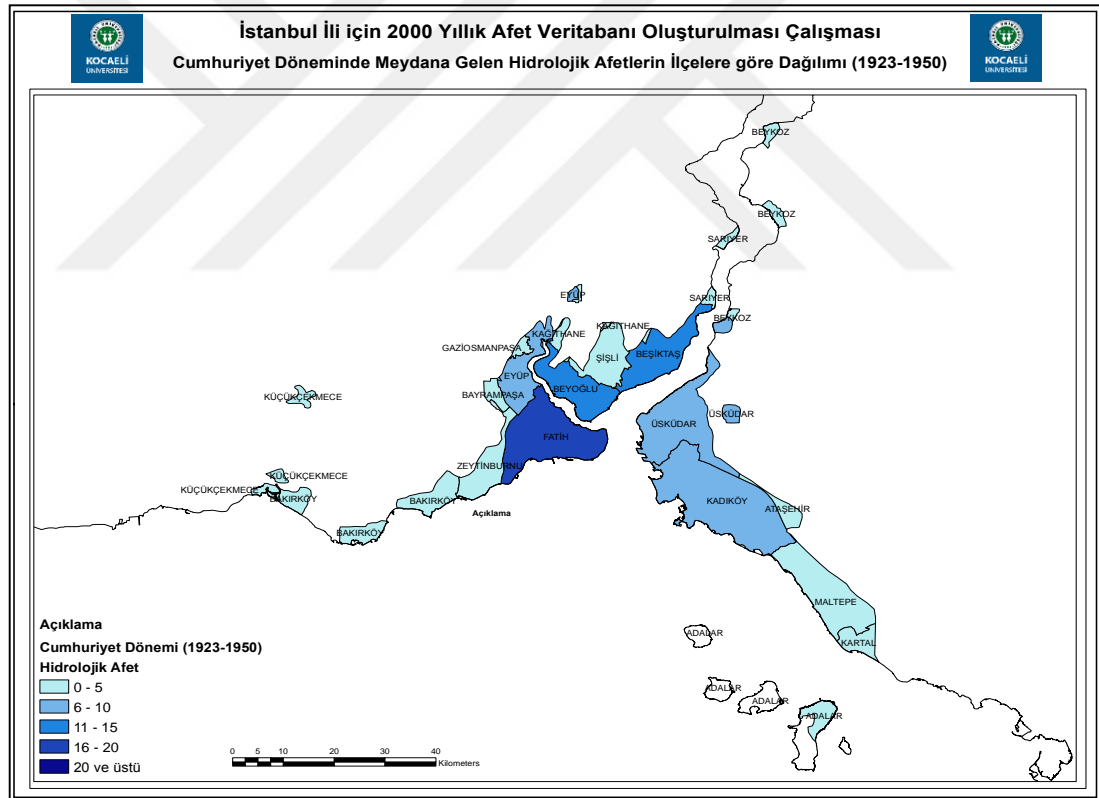 İstanbul İli için 2000 Yıllık Afet Veritabanı Oluşturulması Çalışması
Cumhuriyet Döneminde Meydana Gelen Hidrolojik Afetlerin İlçelere göre Dağılımı (1923-1950)
KOCAELİ
ÜNİVERSİTESİ
KOCAELİ
ÜNİVERSİTESİ
BEYKOZ
BEYKOZ
SARIYER
EYÜP
SARIYER
BEYKOZ
KAĞITHANE
KAĞITHANE
GAZİOSMANPAŞA
ŞİŞLİ
BEŞİKTAŞ
EYÜP
BEYOĞLU
BAYRAMPAŞA
KÜÇÜKÇEKMECE
ÜSKÜDAR
ÜSKÜDAR
FATİH
ZEYTİNBURNU
KÜÇÜKÇEKMECE
KÜÇÜKÇEKMECE
BAKIRKÖY
BAKIRKÖY
KADIKÖY
ATAŞEHİR
Açıklama
BAKIRKÖY
MALTEPE
KARTAL
ADALAR
ADALAR
ADALAR
ADALAR
Açıklama
Cumhuriyet Dönemi (1923-1950)
Hidrolojik Afet
0 - 5
6 - 10
11 - 15
16 - 20
20 ve üstü
0 5 10 20 30 40
Kilometers